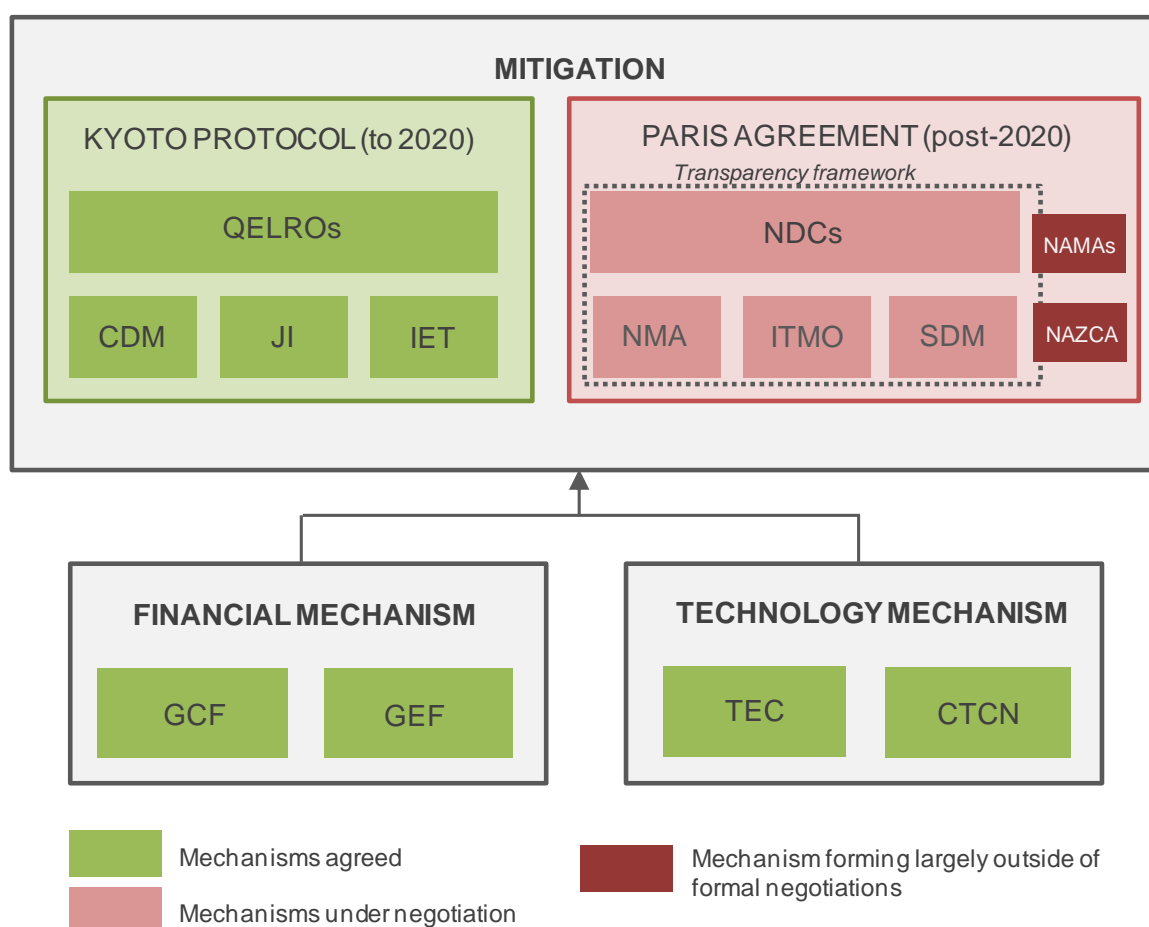 MITIGATION
KYOTO PROTOCOL (to 2020)
QELROs
CDM
JI
IET
PARIS AGREEMENT (post-2020)
Transparency framework
NDCs
NAMAs
NMA
ITMO
SDM
NAZCA
FINANCIAL MECHANISM
GCF
GEF
TECHNOLOGY MECHANISM
TEC
CTCN
Mechanisms agreed
Mechanisms under negotiation
Mechanism forming largely outside of
formal negotiations